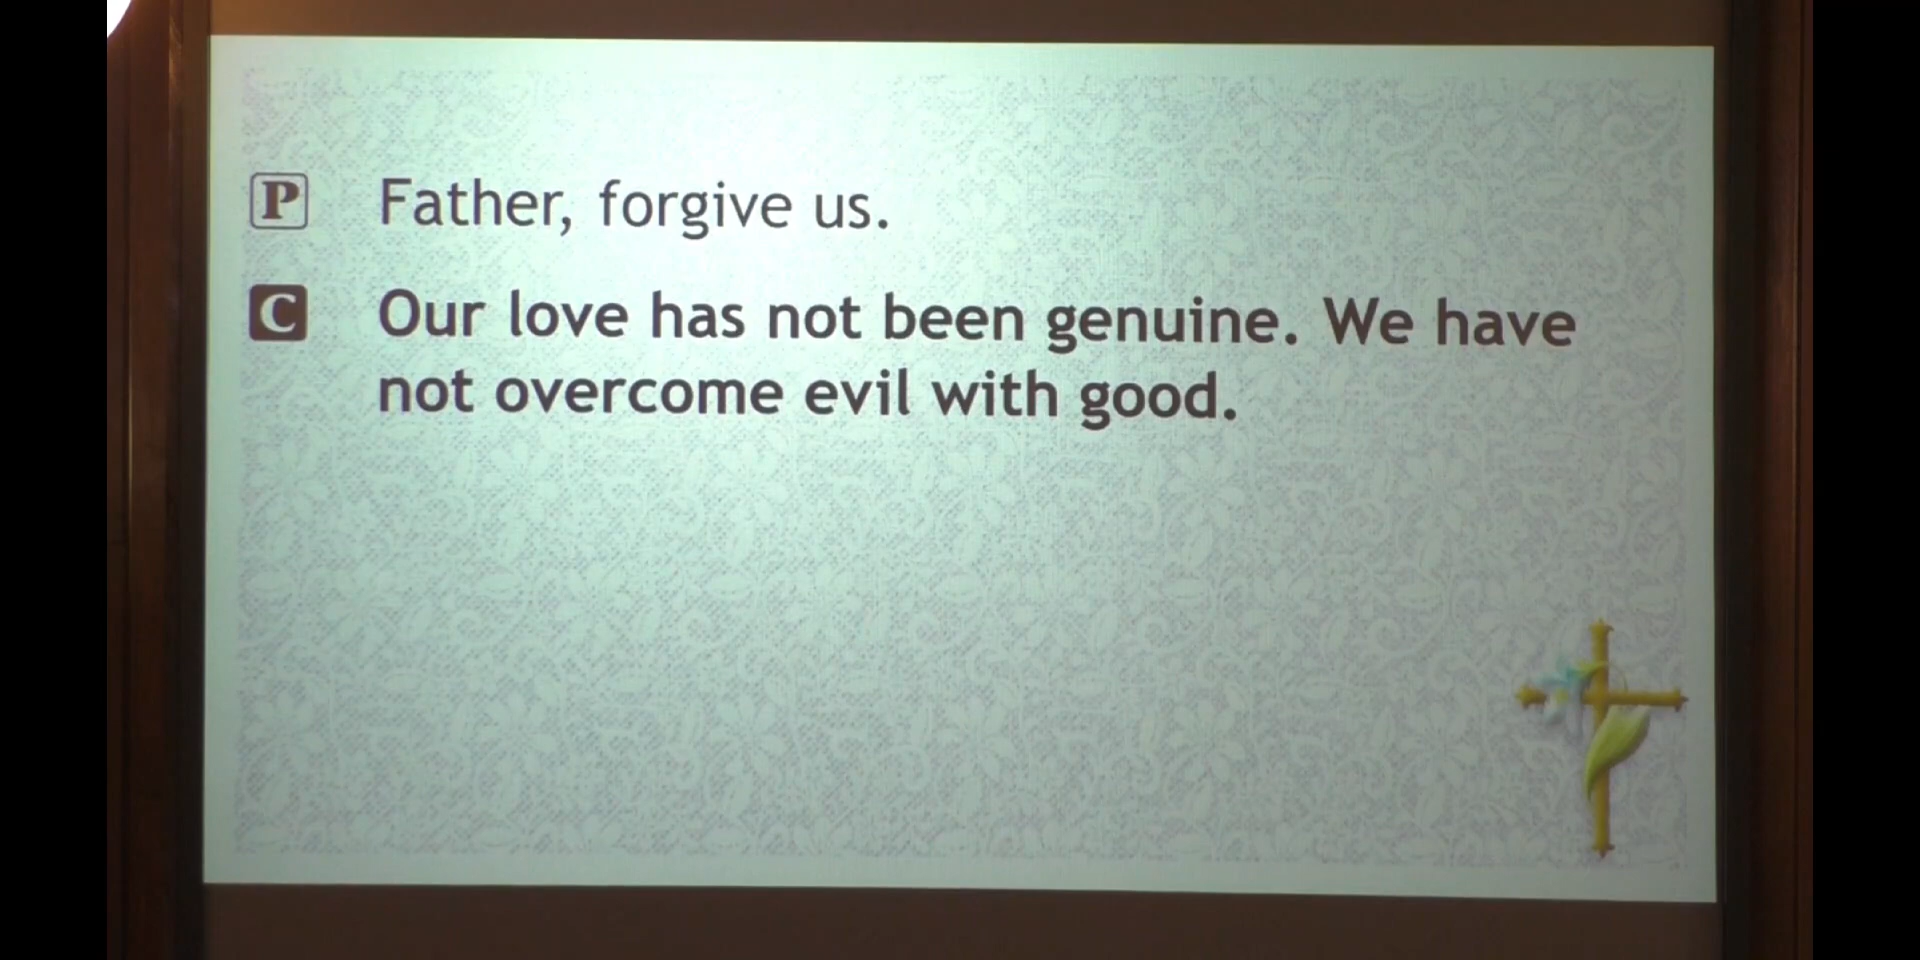 P Father, forgive us.
C Our love has not been genuine. We have
not overcome evil with good.